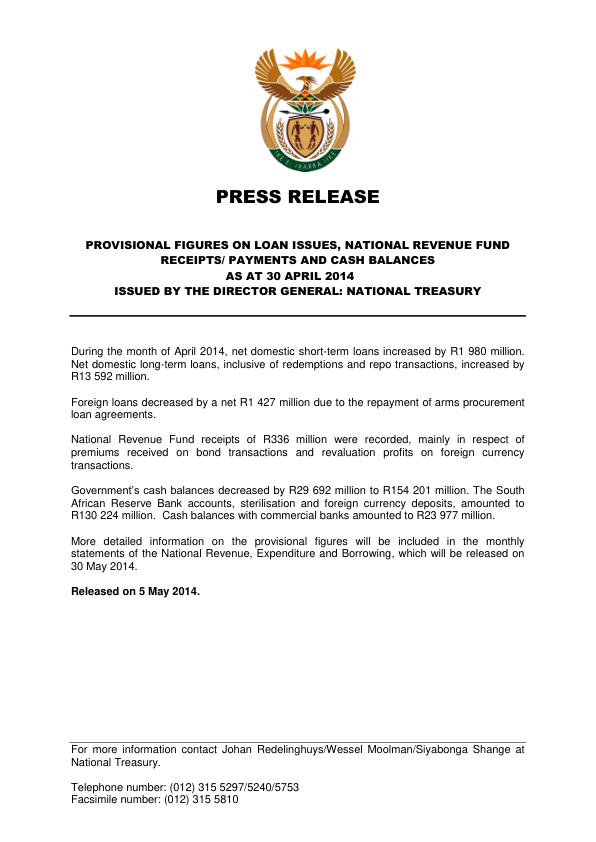 !KE E: /XARRA //KE
PRESS RELEASE
PROVISIONAL FIGURES ON LOAN ISSUES, NATIONAL REVENUE FUND
RECEIPTS/ PAYMENTS AND CASH BALANCES
AS AT 30 APRIL 2014
ISSUED BY THE DIRECTOR GENERAL: NATIONAL TREASURY
During the month of April 2014, net domestic short-term loans increased by R1 980 million.
Net domestic long-term loans, inclusive of redemptions and repo transactions, increased by
R13 592 million.
Foreign loans decreased by a net R1 427 million due to the repayment of arms procurement
loan agreements.
National Revenue Fund receipts of R336 million were recorded, mainly in respect of
premiums received on bond transactions and revaluation profits on foreign currency
transactions.
Government's cash balances decreased by R29 692 million to R154 201 million. The South
African Reserve Bank accounts, sterilisation and foreign currency deposits, amounted to
R130 224 million. Cash balances with commercial banks amounted to R23 977 million.
More detailed information on the provisional figures will be included in the monthly
statements of the National Revenue, Expenditure and Borrowing, which will be released on
30 May 2014.
Released on 5 May 2014.
For more information contact Johan Redelinghuys/Wessel Moolman/Siyabonga Shange at
National Treasury.
Telephone number: (012) 315 5297/5240/5753
Facsimile number: (012) 315 5810